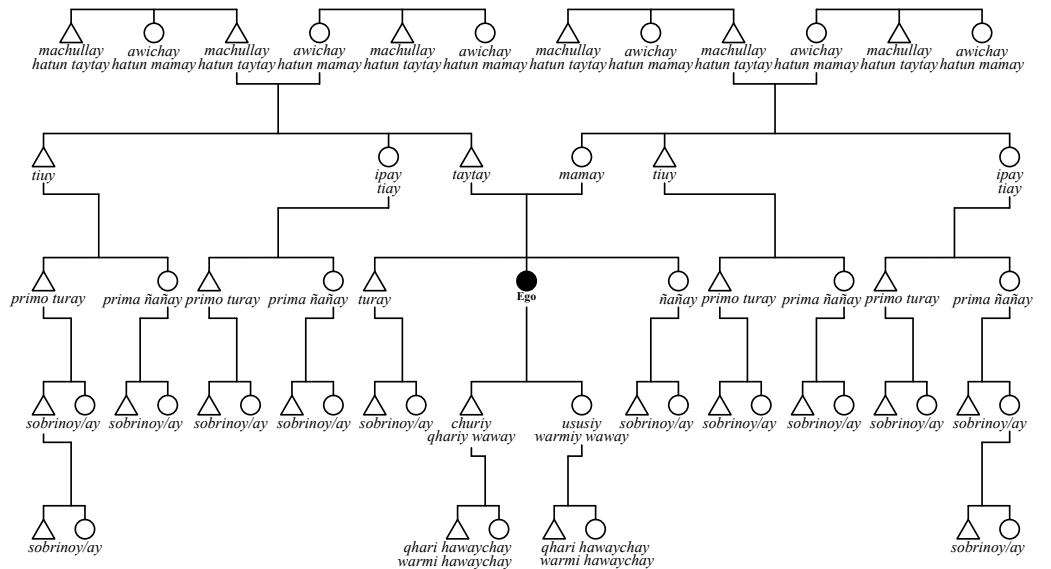 machullay awichay machullay awichay machullay awichay machullay awichay machullay awichay machullay awichay
hatun taytay hatun mamay hatun taytay hatun mamay hatun taytay hatun mamay hatun taytay hatun mamay hatun taytay hatun mamay hatun taytay hatun mamay
tiuy ipay taytay mamay tiuy ipay
tiay tiay
primo turay prima ñañay primo turay prima ñañay turay Ego ñañay primo turay prima ñañay primo turay prima ñañay
sobrinoy/ay sobrinoy/ay sobrinoy/ay sobrinoy/ay sobrinoy/ay churiy ususiy sobrinoy/ay sobrinoy/ay sobrinoy/ay sobrinoy/ay sobrinoy/ay
qhariy waway warmiy waway
sobrinoy/ay qhari hawaychay qhari hawaychay sobrinoy/ay
warmi hawaychay warmi hawaychay